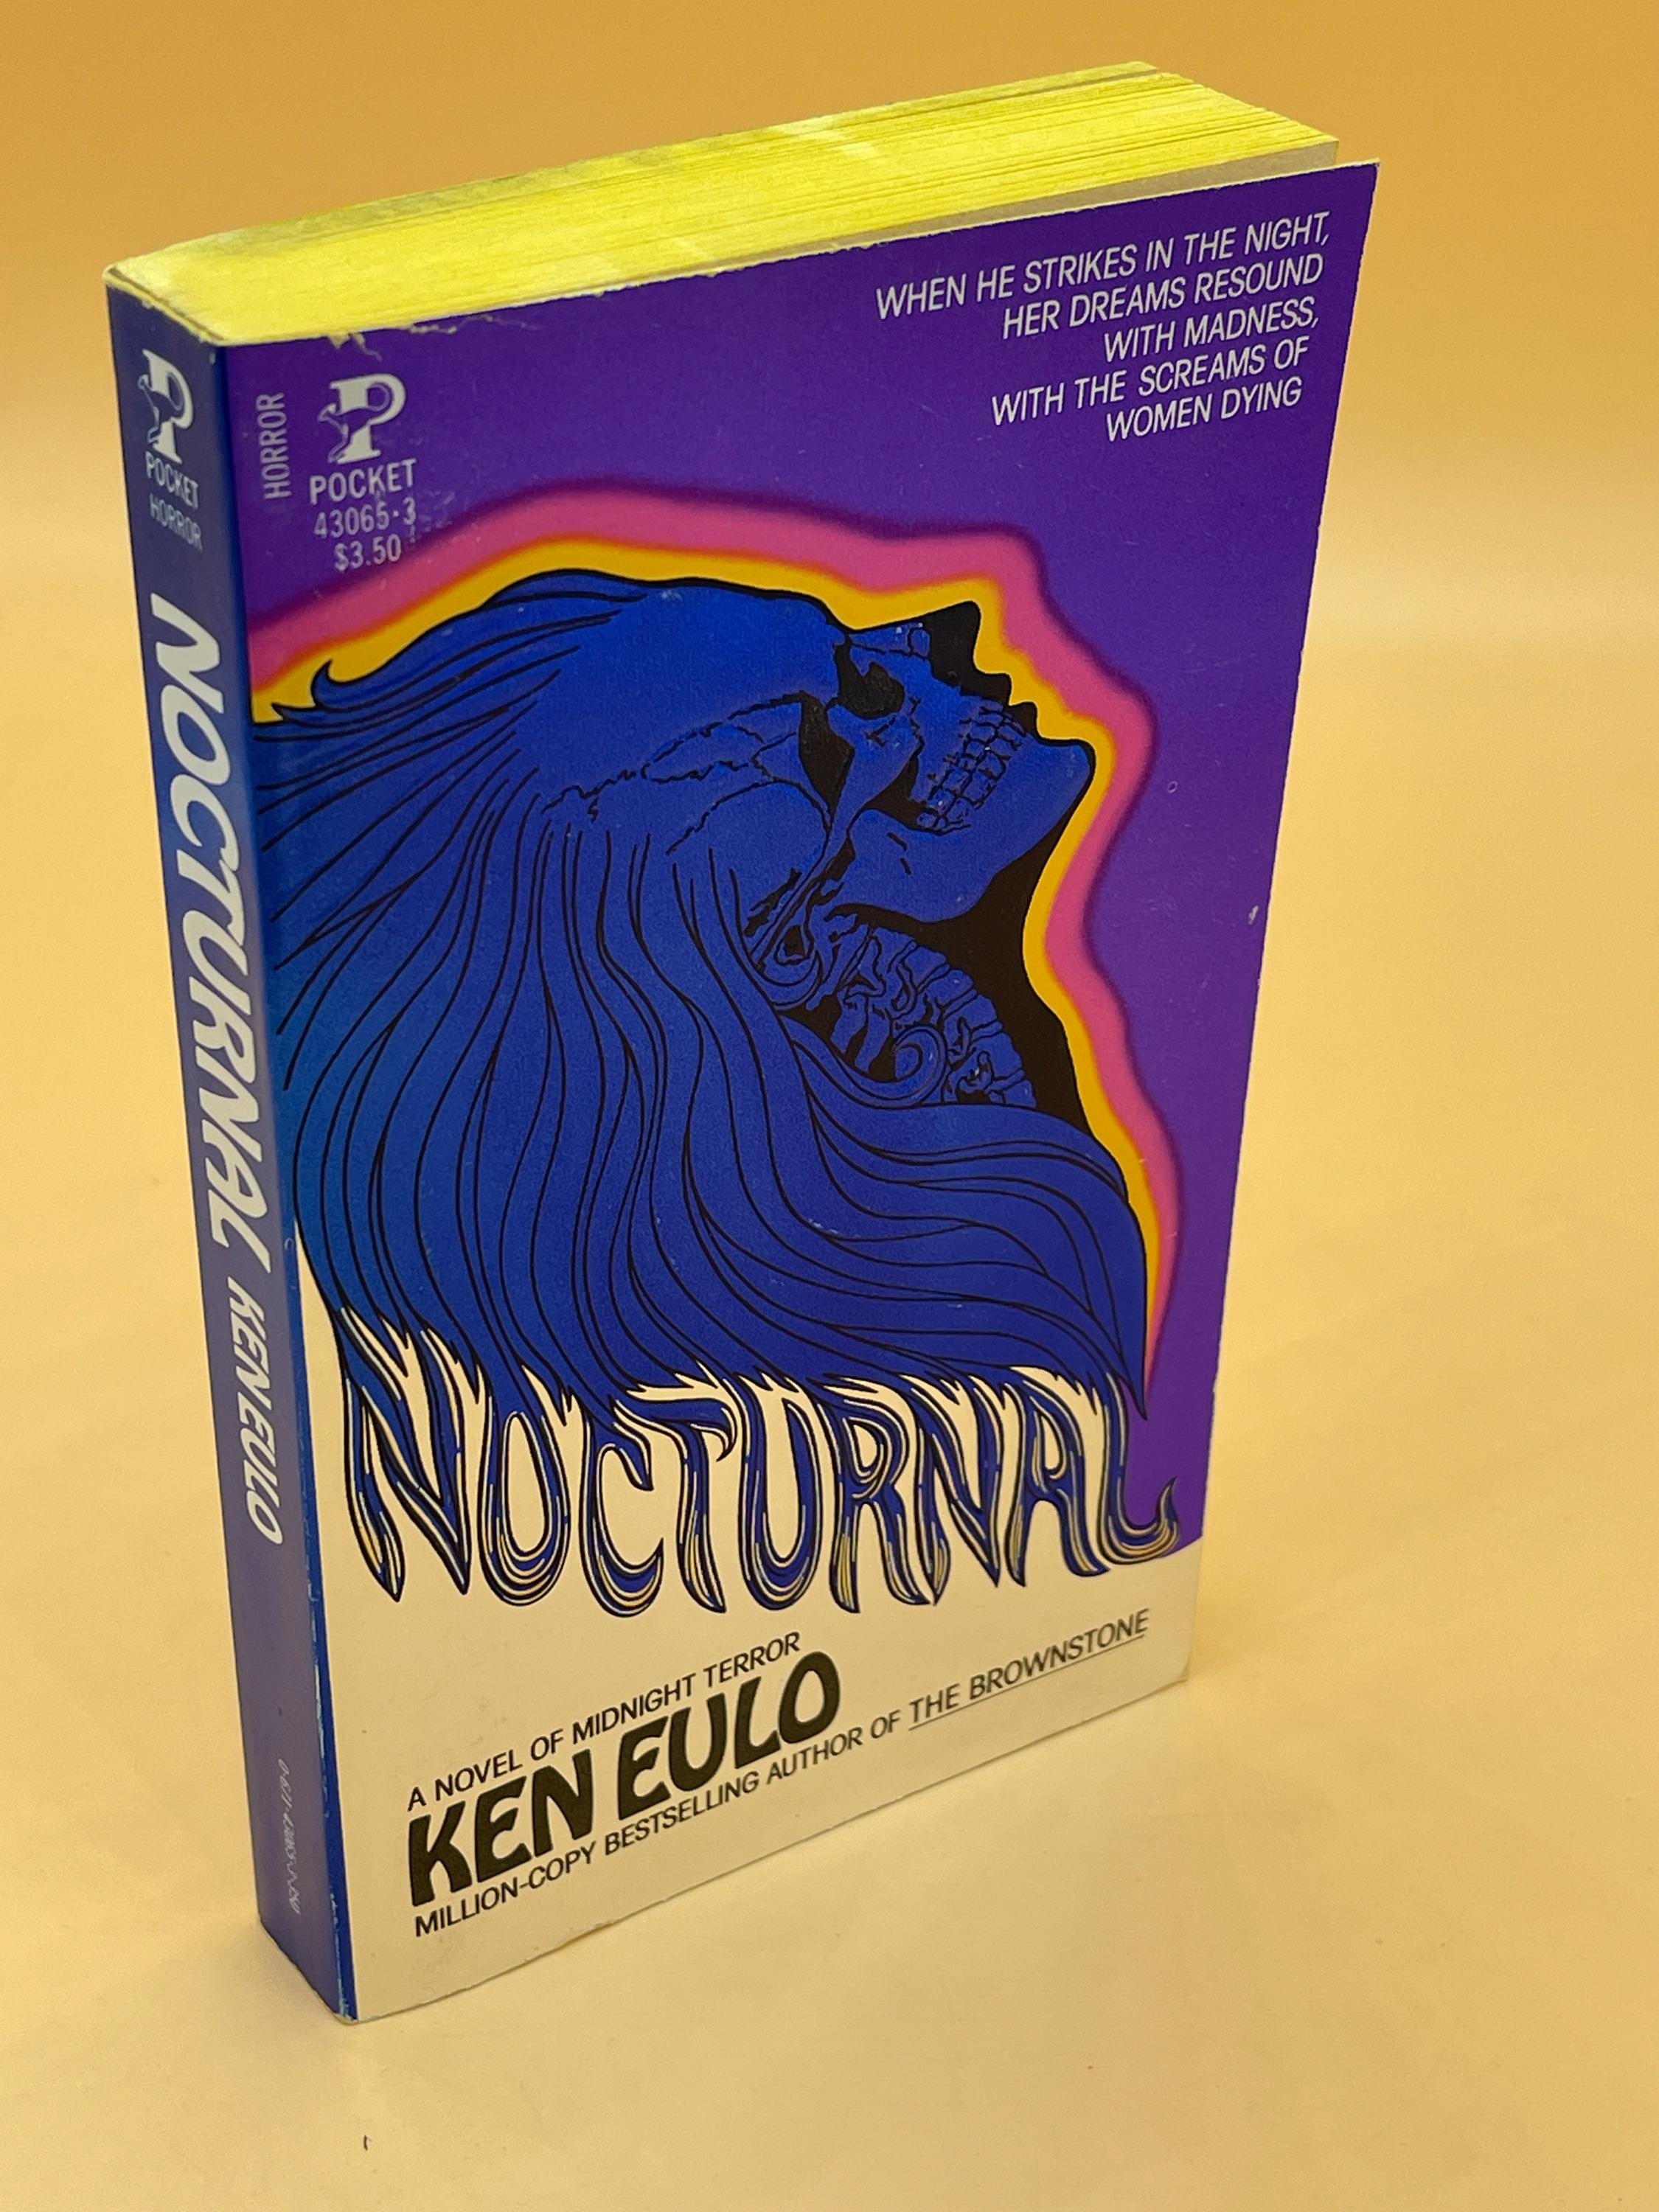 POCKET
HORROR
NOCTURNAL KEN EULO
HORROR
POCKET
43065·3
$3.50
WHEN HE STRIKES IN THE NIGHT,
HER DREAMS RESOUND
WITH MADNESS,
WITH THE SCREAMS OF
WOMEN DYING
NOCTURNAL
A NOVEL OF MIDNIGHT TERROR
KEN EULO
MILLION-COPY BESTSELLING AUTHOR OF THE BROWNSTONE